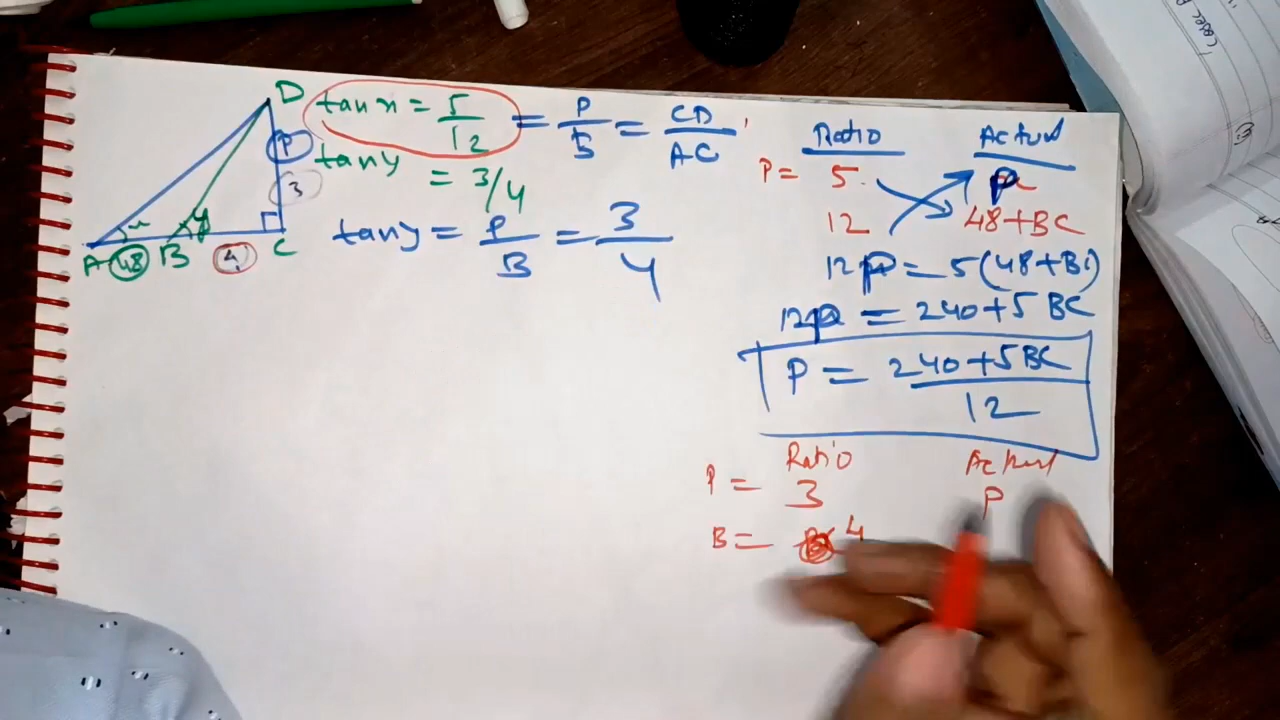 D
P
3
x y
A 48 B 4 C
tan x = 5/12 = P/B = CD/AC
tan y = 3/4
tan y = P/B = 3/4
Ratio Actual
P = 5 P
12 48+BC
12P = 5(48+BC)
12P = 240+5BC
P = 240+5BC/12
Ratio Actual
P = 3 P
B = 4